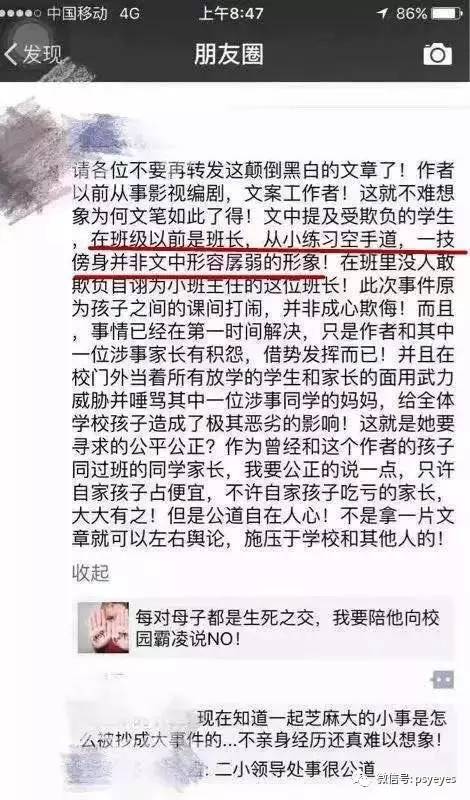 中国移动 4G 上午8:47 86%
发现 朋友圈
请各位不要再转发这颠倒黑白的文章了！作者
以前从事影视编剧，文案工作者！这就不难想
象为何文笔如此了得！文中提及受欺负的学生
，在班级以前是班长，从小练习空手道，一技
傍身并非文中形容孱弱的形象！在班里没人敢
欺负自诩为小班主任的这位班长！此次事件原
为孩子之间的课间打闹，并非成心欺侮！而且
，事情已经在第一时间解决，只是作者和其中
一位涉事家长有积怨，借势发挥而已！并且在
校门外当着所有放学的学生和家长的面用武力
威胁并唾骂其中一位涉事同学的妈妈，给全体
学校孩子造成了极其恶劣的影响！这就是她要
寻求的公平公正？作为曾经和这个作者的孩子
同过班的同学家长，我要公正的说一点，只许
自家孩子占便宜，不许自家孩子吃亏的家长，
大大有之！但是公道自在人心！不是拿一片文
章就可以左右舆论，施压于学校和其他人的！
收起
每对母子都是生死之交，我要陪他向校
园霸凌说NO！
现在知道一起芝麻大的小事是怎
么被抄成大事件的...不亲身经历还真难以想象！
: 二小领导处事很公道
微信号: psyeyes